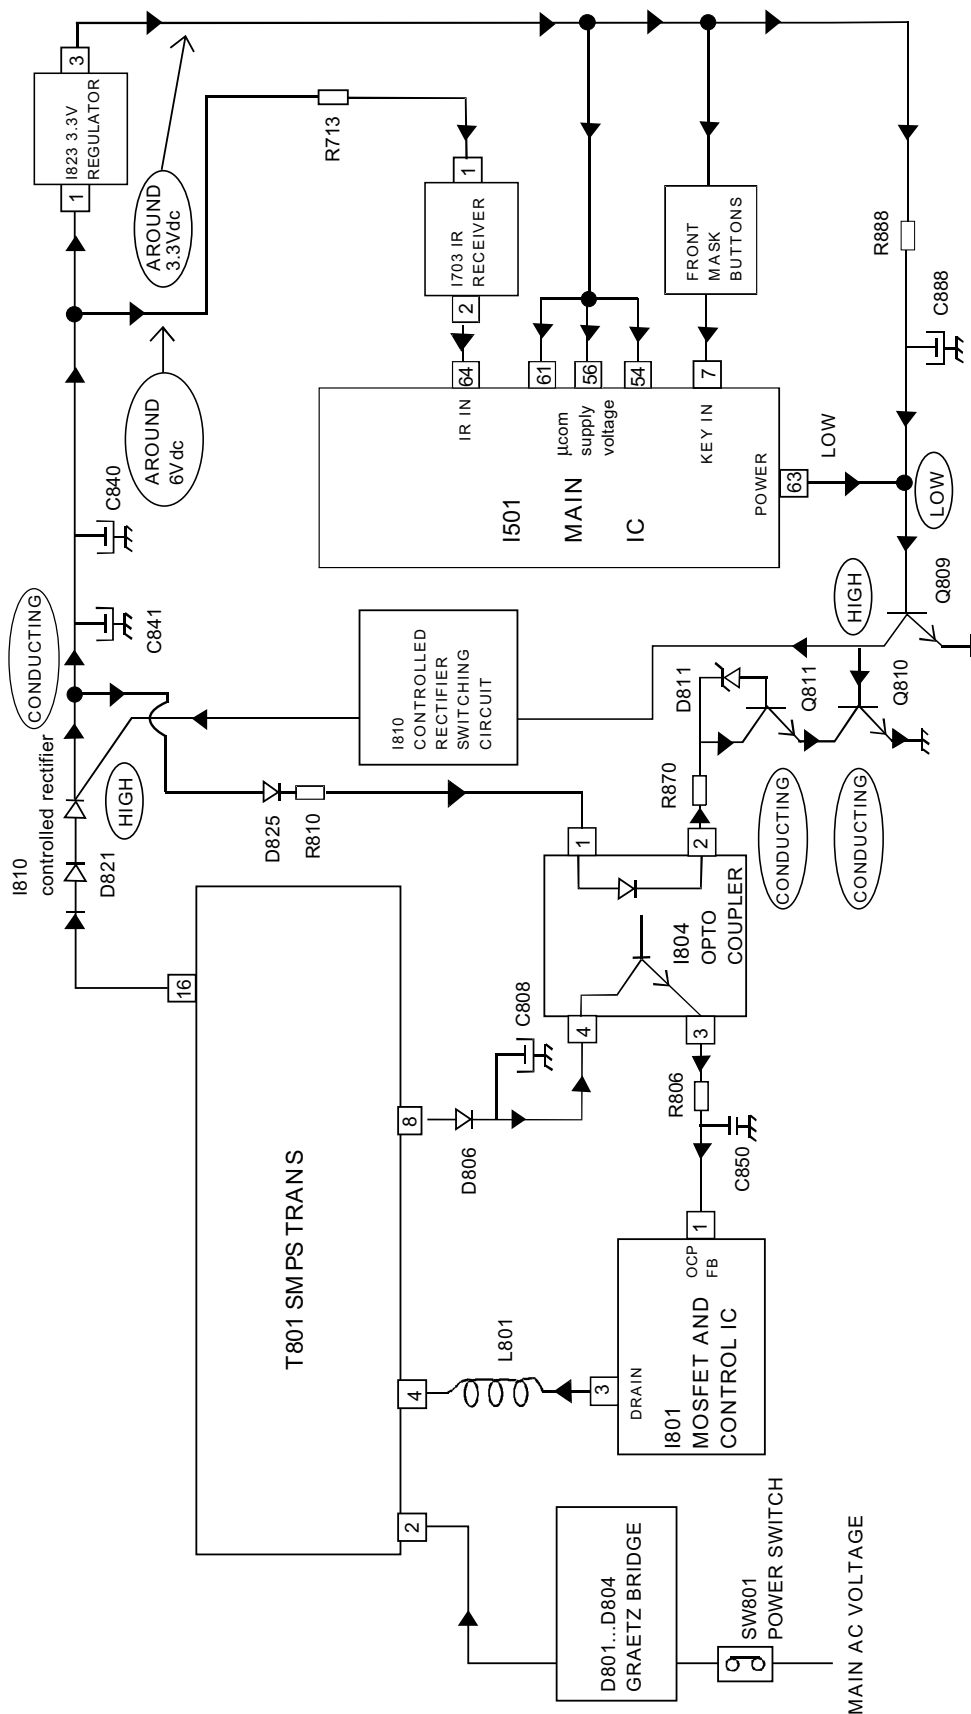 MAIN AC VOLTAGE
SW801
POWER SWITCH
D801...D804
GRAETZ BRIDGE
2
4
8
16
T801 SMPS TRANS
L801
3
DRAIN
I801
MOSFET AND
CONTROL IC
OCP
FB
1
C850
R806
D806
C808
4
3
I804
OPTO
COUPLER
1
2
R870
D811
Q811
Q810
CONDUCTING
CONDUCTING
D825
R810
I810
controlled rectifier
D821
HIGH
CONDUCTING
C841
C840
I810
CONTROLLED
RECTIFIER
SWITCHING
CIRCUIT
HIGH
Q809
LOW
LOW
POWER
63
I501
MAIN
IC
IR IN
64
61
56
54
µcom
supply
voltage
KEY IN
7
AROUND
6Vdc
AROUND
3.3Vdc
1
I823 3.3V
REGULATOR
3
R713
1
I703 IR
RECEIVER
2
FRONT
MASK
BUTTONS
R888
C888